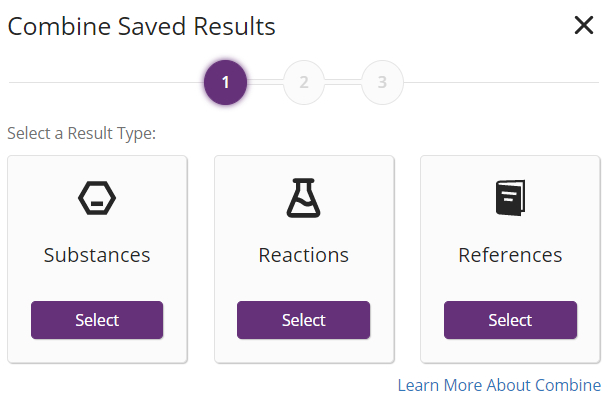 Combine Saved Results
1 2 3
Select a Result Type:
Substances Reactions References
Select Select Select
Learn More About Combine